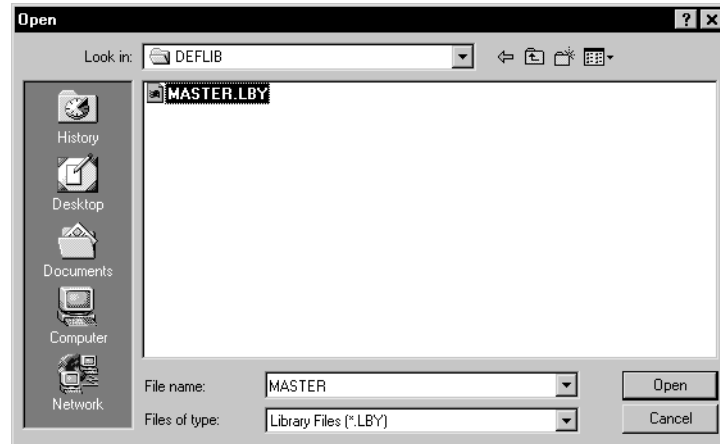 Open
Look in: DEFLIB
MASTER.LBY
History
Desktop
Documents
Computer
Network
File name: MASTER Open
Files of type: Library Files (*.LBY) Cancel